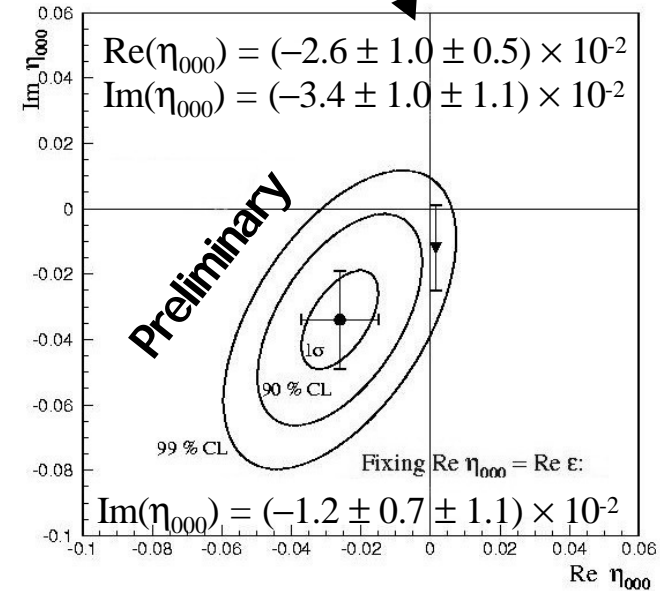 0.06
Re(η₀₀₀) = (−2.6 ± 1.0 ± 0.5) × 10⁻²
Im η₀₀₀
0.04
Im(η₀₀₀) = (−3.4 ± 1.0 ± 1.1) × 10⁻²
0.02
0
Preliminary
-0.02
-0.04
1σ
90 % CL
-0.06
99 % CL
Fixing Re η₀₀₀ = Re ε:
-0.08
Im(η₀₀₀) = (−1.2 ± 0.7 ± 1.1) × 10⁻²
-0.1
-0.1 -0.08 -0.06 -0.04 -0.02 0 0.02 0.04 0.06
Re η₀₀₀